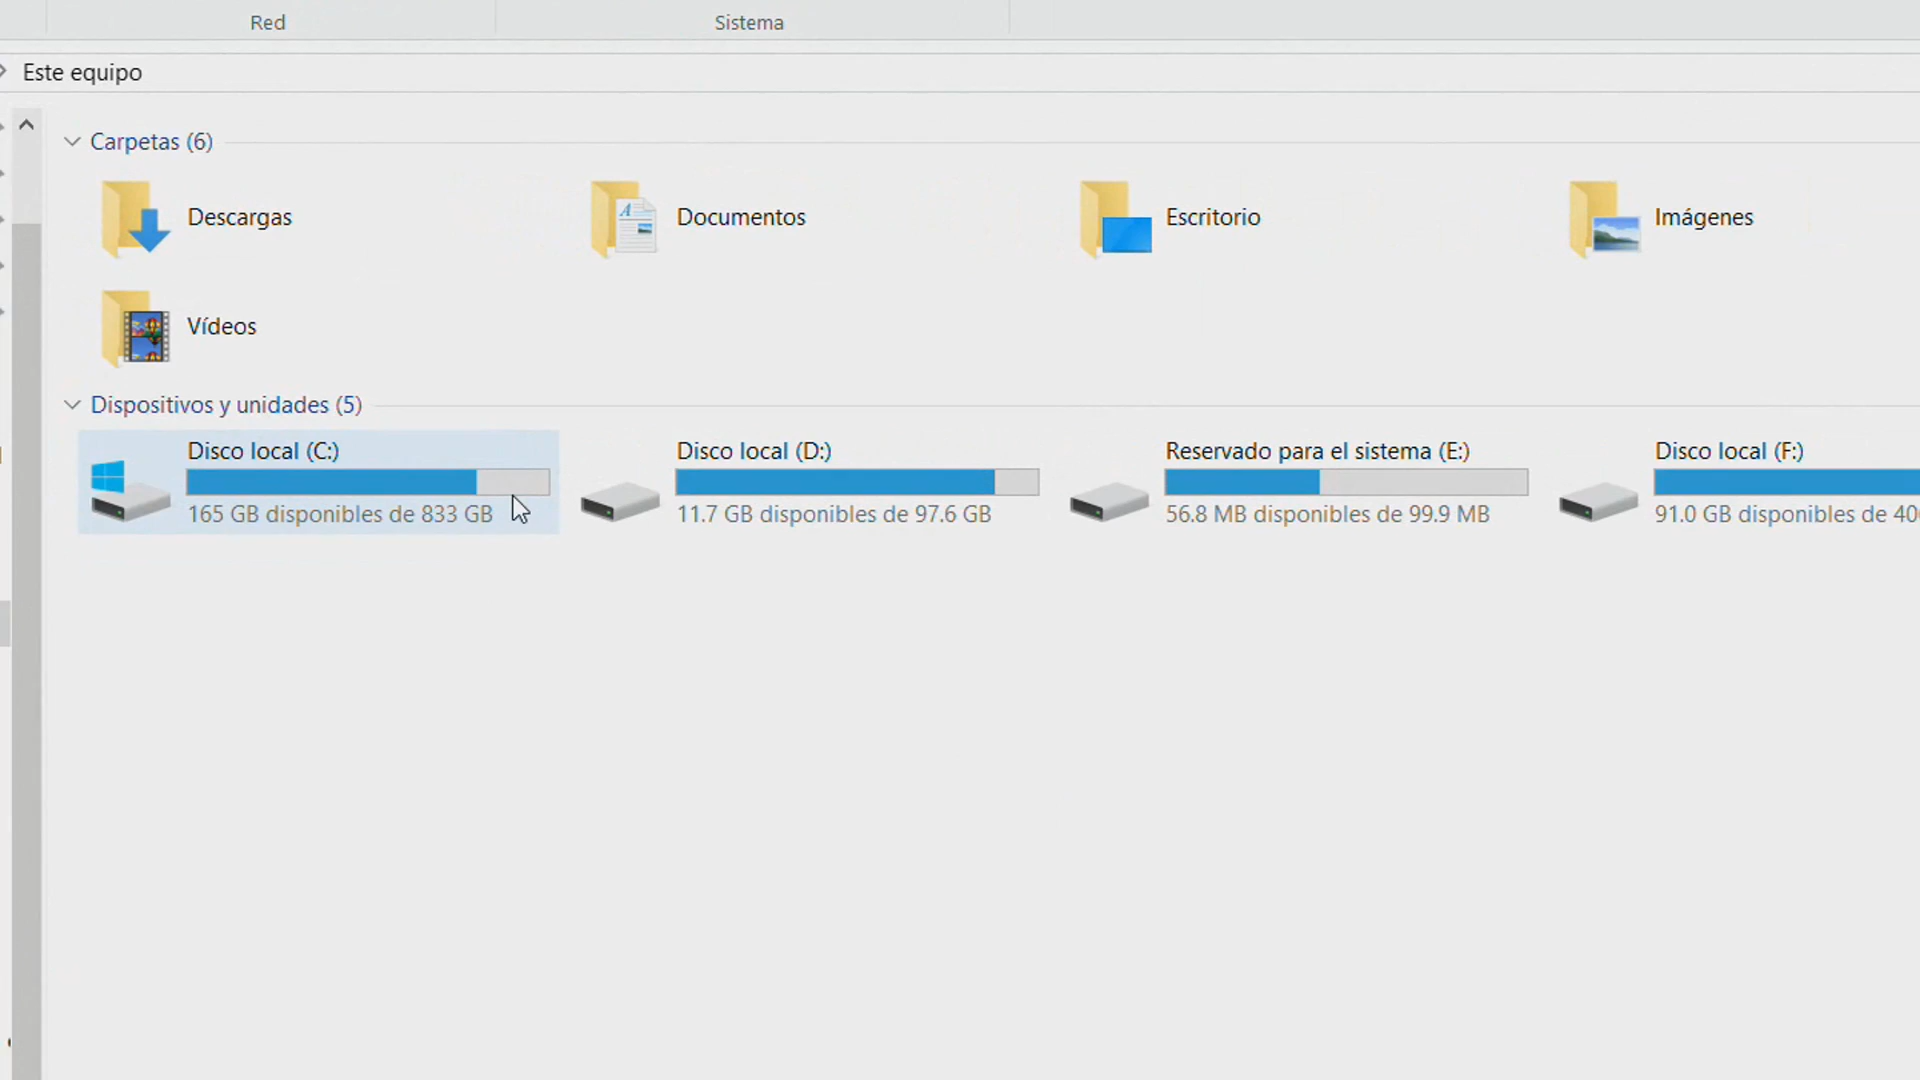 Red Sistema
Este equipo
Carpetas (6)
Descargas Documentos Escritorio Imágenes
Vídeos
Dispositivos y unidades (5)
Disco local (C:) Disco local (D:) Reservado para el sistema (E:) Disco local (F:)
165 GB disponibles de 833 GB 11.7 GB disponibles de 97.6 GB 56.8 MB disponibles de 99.9 MB 91.0 GB disponibles de